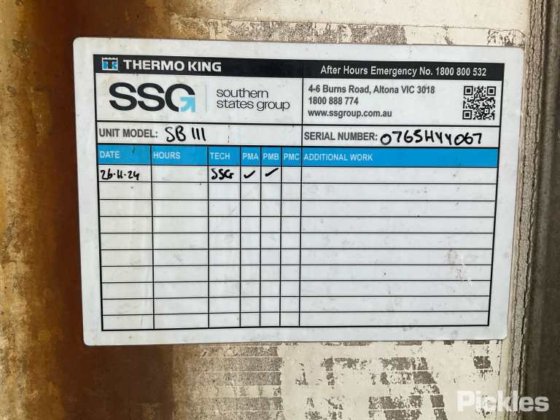 THERMO KING After Hours Emergency No. 1800 800 532
SSG southern states group
4-6 Burns Road, Altona VIC 3018
1800 888 774
www.ssgroup.com.au
UNIT MODEL: SB III SERIAL NUMBER: 0765H44067
DATE HOURS TECH PMA PMB PMC ADDITIONAL WORK
26-11-24 SSG ✓ ✓
Pickles